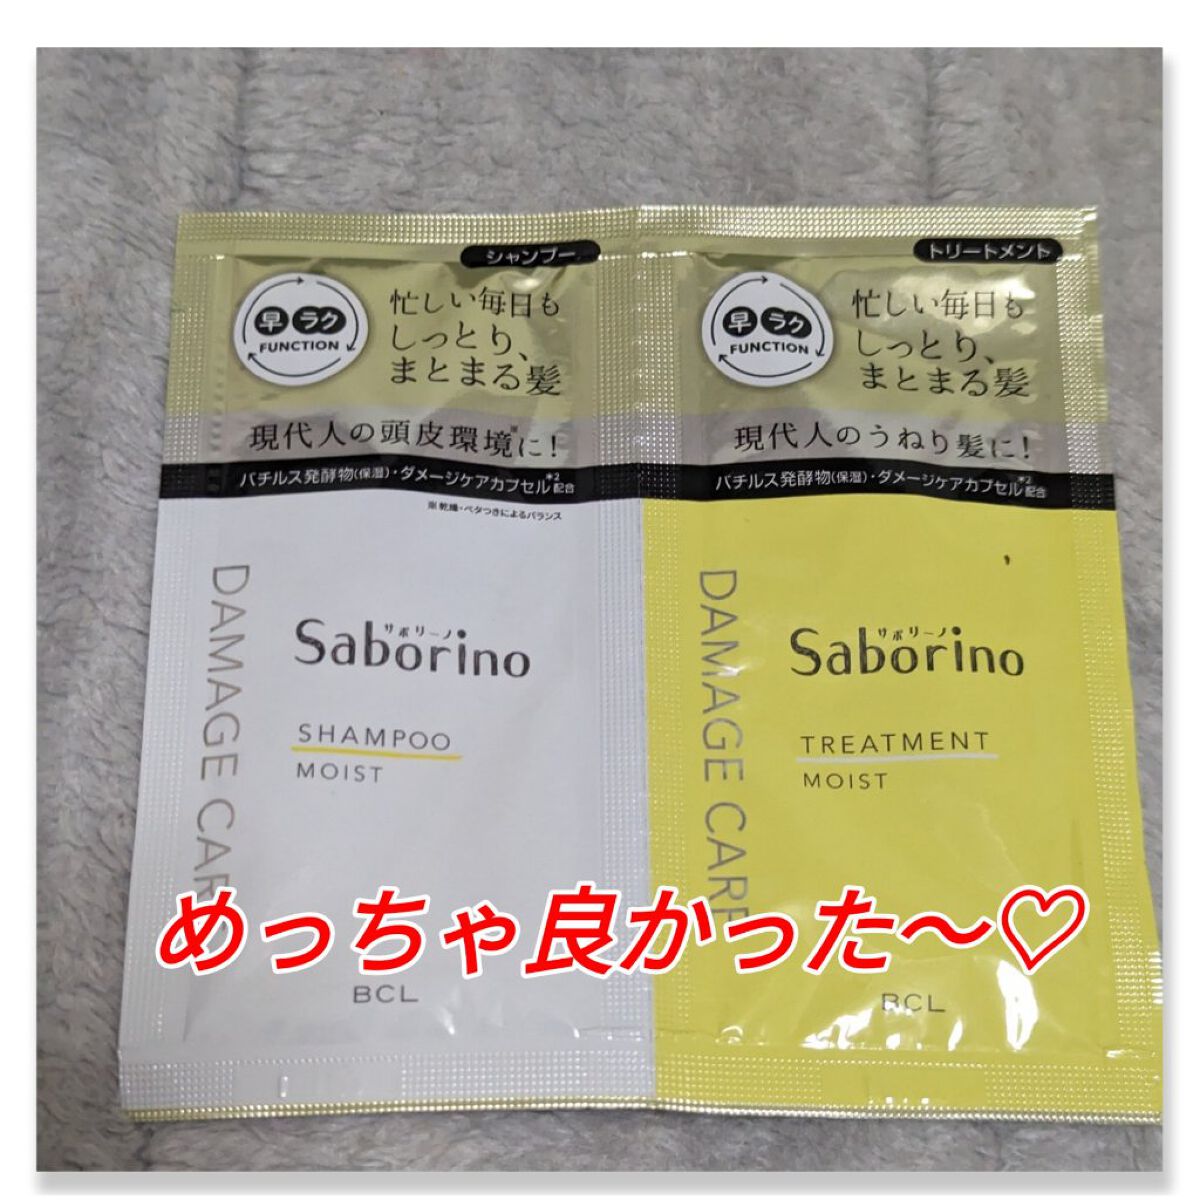 シャンプー
早 ラク
FUNCTION
忙しい毎日も
しっとり、
まとまる髪
現代人の頭皮環境※に!
バチルス発酵物(保湿)・ダメージケアカプセル*2配合
※乾燥・ベタつきによるバランス
DAMAGE CAR
サボリーノ
Saborino
SHAMPOO
MOIST
BCL
トリートメント
早 ラク
FUNCTION
忙しい毎日も
しっとり、
まとまる髪
現代人のうねり髪に!
バチルス発酵物(保湿)・ダメージケアカプセル*2配合
DAMAGE CARE
サボリーノ
Saborino
TREATMENT
MOIST
BCL
めっちゃ良かった〜♡